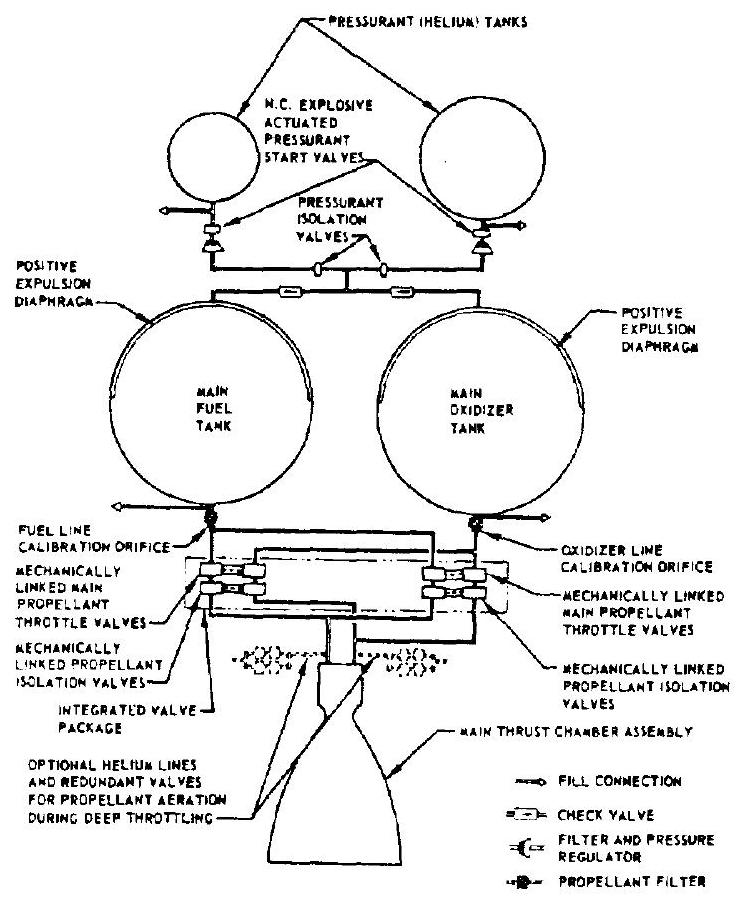 PRESSURANT (HELIUM) TANKS
N.C. EXPLOSIVE
ACTUATED
PRESSURANT
START VALVES
PRESSURANT
ISOLATION
VALVES
POSITIVE
EXPULSION
DIAPHRAGM
POSITIVE
EXPULSION
DIAPHRAGM
MAIN
FUEL
TANK
MAIN
OXIDIZER
TANK
FUEL LINE
CALIBRATION ORIFICE
OXIDIZER LINE
CALIBRATION ORIFICE
MECHANICALLY
LINKED MAIN
PROPELLANT
THROTTLE VALVES
MECHANICALLY LINKED
MAIN PROPELLANT
THROTTLE VALVES
MECHANICALLY
LINKED PROPELLANT
ISOLATION VALVES
MECHANICALLY LINKED
PROPELLANT ISOLATION
VALVES
INTEGRATED VALVE
PACKAGE
MAIN THRUST CHAMBER ASSEMBLY
OPTIONAL HELIUM LINES
AND REDUNDANT VALVES
FOR PROPELLANT AERATION
DURING DEEP THROTTLING
FILL CONNECTION
CHECK VALVE
FILTER AND PRESSURE
REGULATOR
PROPELLANT FILTER